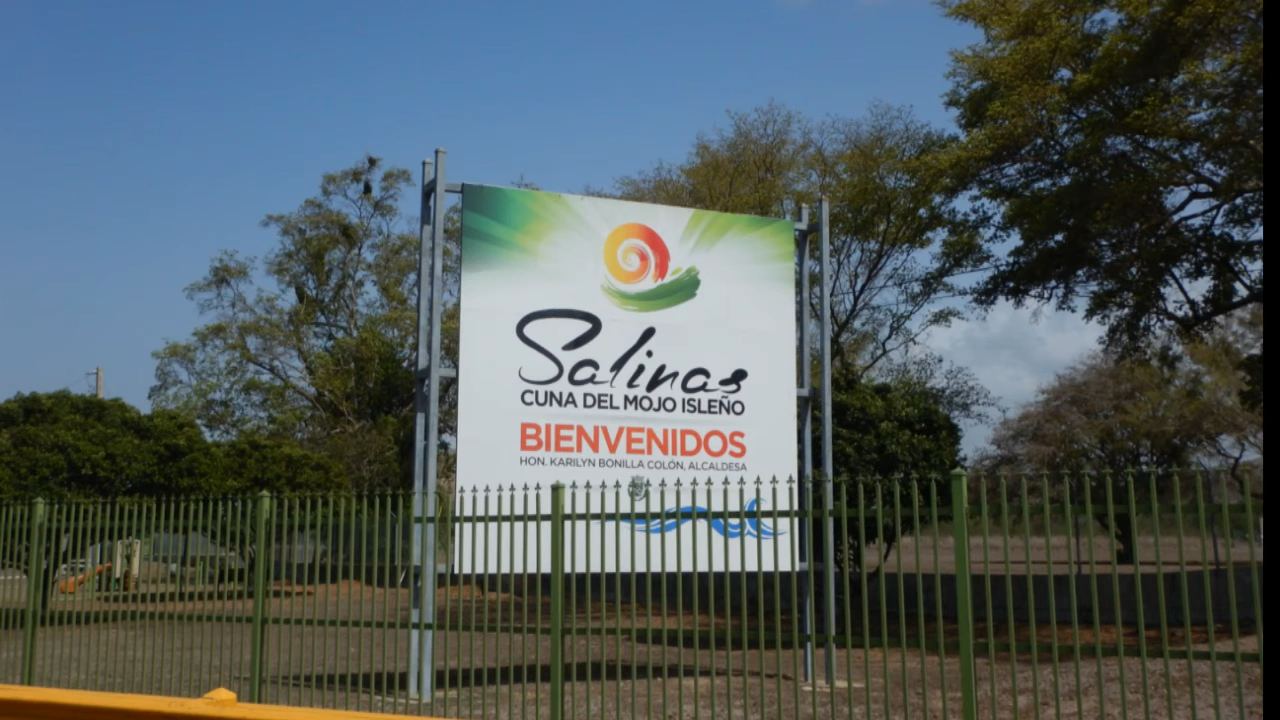 Salinas
CUNA DEL MOJO ISLEÑO
BIENVENIDOS
HON. KARILYN BONILLA COLÓN, ALCALDESA